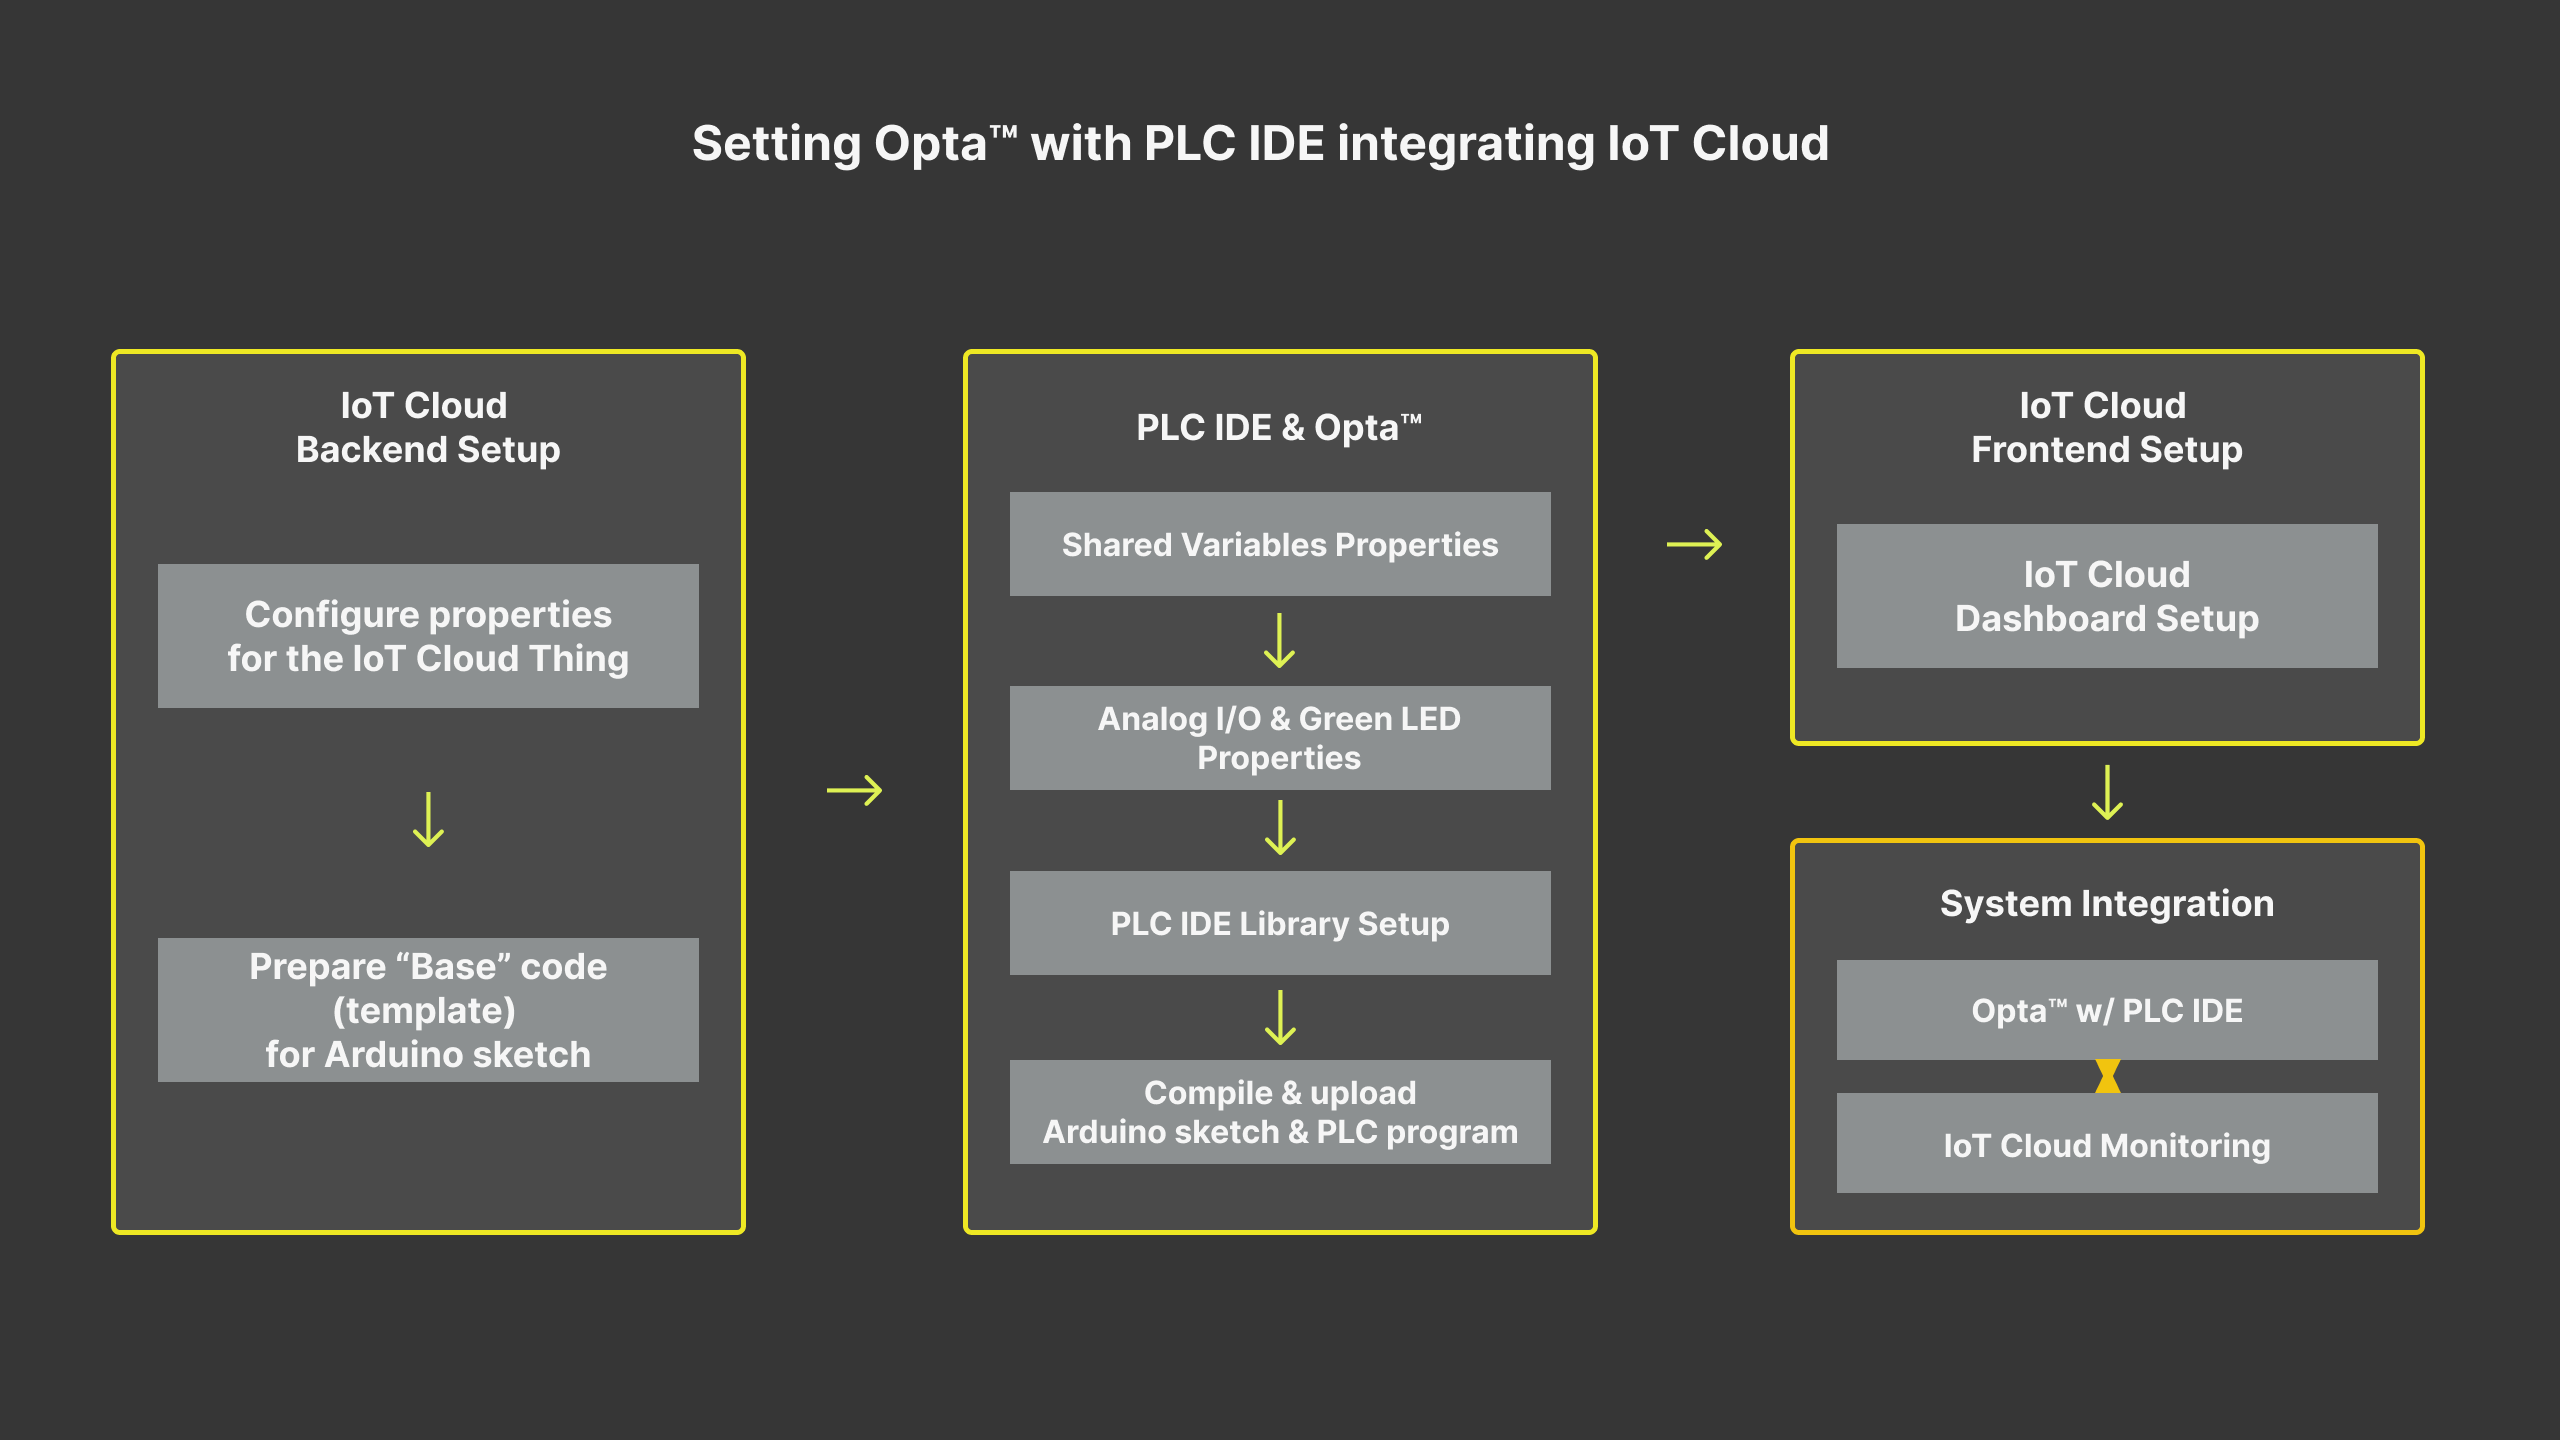 Setting Opta™ with PLC IDE integrating IoT Cloud
IoT Cloud
Backend Setup
Configure properties
for the IoT Cloud Thing
Prepare “Base” code
(template)
for Arduino sketch
PLC IDE & Opta™
Shared Variables Properties
Analog I/O & Green LED
Properties
PLC IDE Library Setup
Compile & upload
Arduino sketch & PLC program
IoT Cloud
Frontend Setup
IoT Cloud
Dashboard Setup
System Integration
Opta™ w/ PLC IDE
IoT Cloud Monitoring